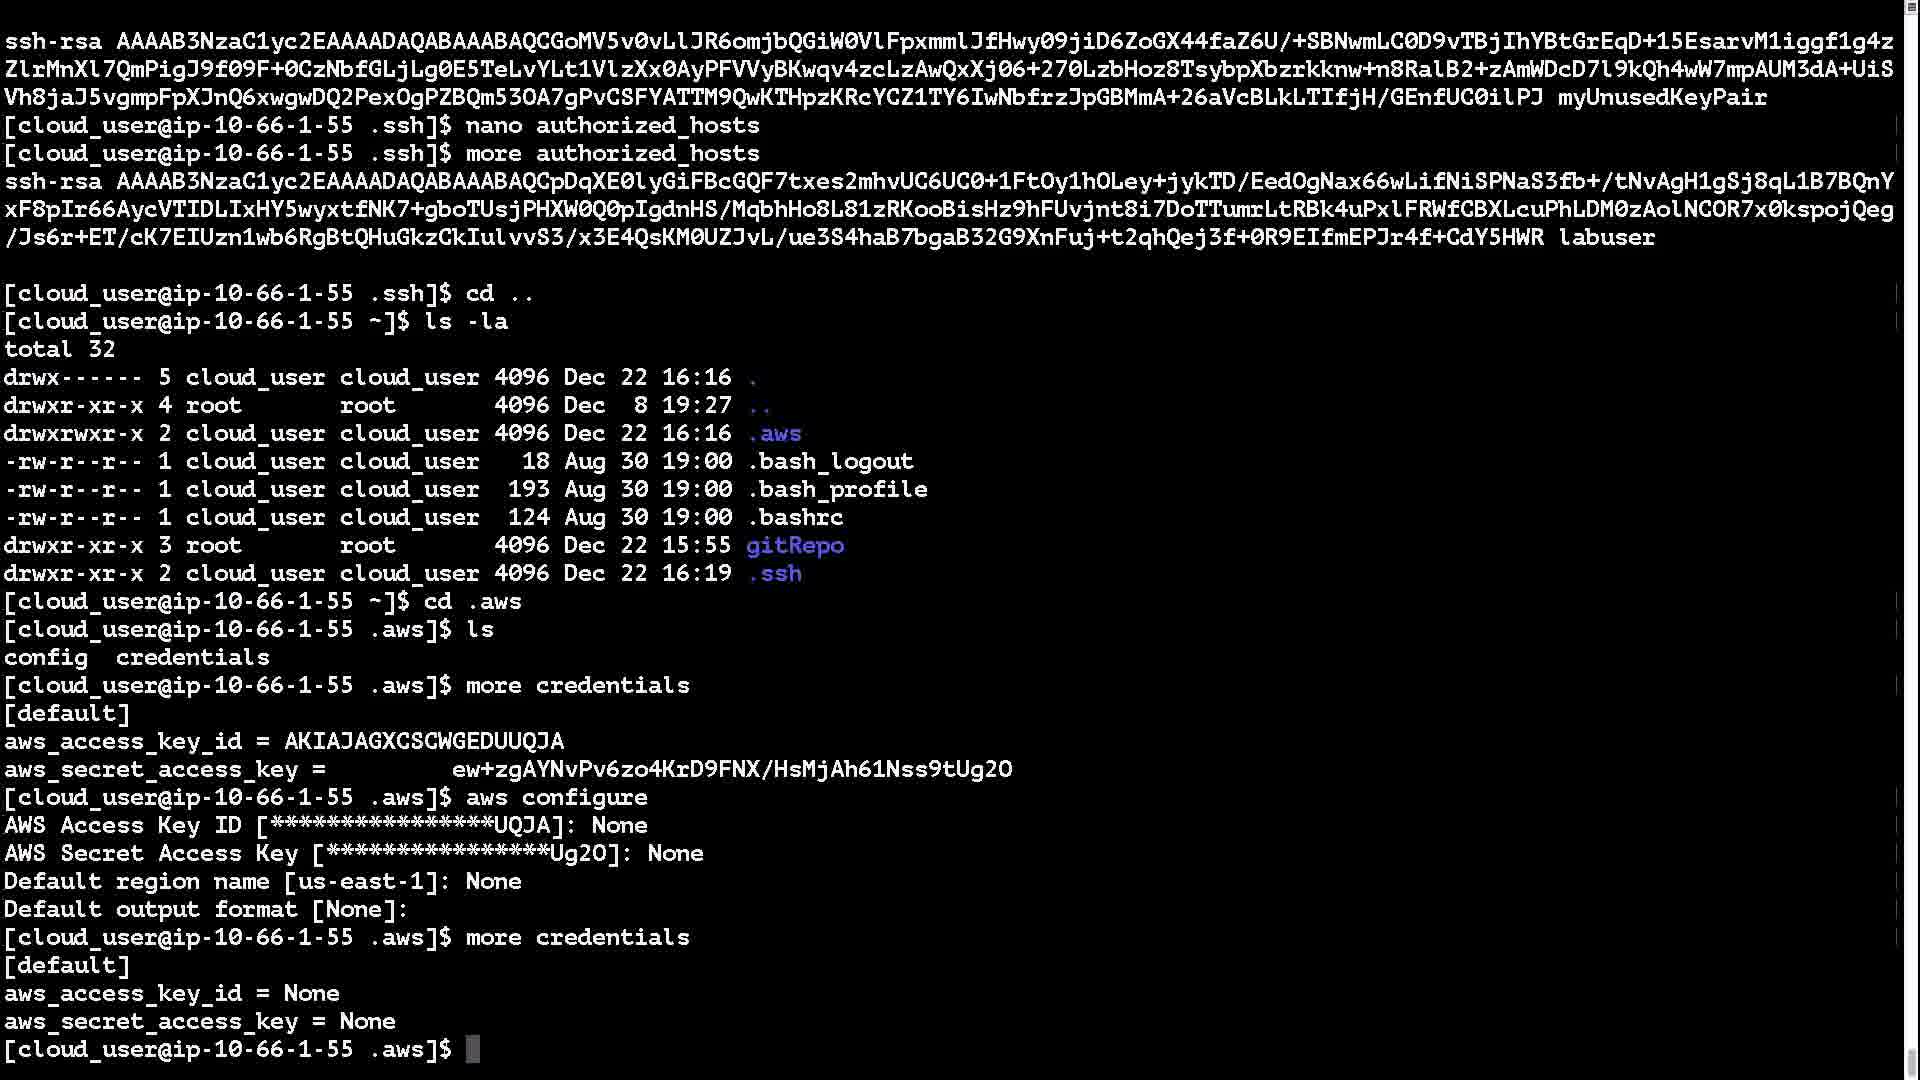 ssh-rsa AAAAB3NzaC1yc2EAAAADAQABAAABAQCGoMV5v0vLlJR6omjbQGiW0VlFpxmmlJfHwy09jiD6ZoGX44faZ6U/+SBNwmLC0D9vTBjIhYBtGrEqD+15EsarvM1iggf1g4z
ZlrMnXl7QmPigJ9f09F+0CzNbfGLjLg0E5TeLvYLt1VlzXx0AyPFVVyBKwqv4zcLzAwQxXj06+270LzbHoz8TsybpXbzrkknw+n8RalB2+zAmWDcD7l9kQh4wW7mpAUM3dA+UiS
Vh8jaJ5vgmpFpXJnQ6xwgwDQ2PexOgPZBQm53OA7gPvCSFYATTM9QwKTHpzKRcYCZ1TY6IwNbfrzJpGBMmA+26aVcBLkLTIfjH/GEnfUC0ilPJ myUnusedKeyPair
[cloud_user@ip-10-66-1-55 .ssh]$ nano authorized_hosts
[cloud_user@ip-10-66-1-55 .ssh]$ more authorized_hosts
ssh-rsa AAAAB3NzaC1yc2EAAAADAQABAAABAQCpDqXE0lyGiFBcGQF7txes2mhvUC6UC0+1FtOy1hOLey+jykTD/EedOgNax66wLifNiSPNaS3fb+/tNvAgH1gSj8qL1B7BQnY
xF8pIr66AycVTIDLIxHY5wyxtfNK7+gboTUsjPHXW0Q0pIgdnHS/MqbhHo8L81zRKooBisHz9hFUvjnt8i7DoTTumrLtRBk4uPxlFRWfCBXLcuPhLDM0zAolNCOR7x0kspojQeg
/Js6r+ET/cK7EIUzn1wb6RgBtQHuGkzCkIulvvS3/x3E4QsKM0UZJvL/ue3S4haB7bgaB32G9XnFuj+t2qhQej3f+0R9EIfmEPJr4f+CdY5HWR labuser
[cloud_user@ip-10-66-1-55 .ssh]$ cd ..
[cloud_user@ip-10-66-1-55 ~]$ ls -la
total 32
drwx------ 5 cloud_user cloud_user 4096 Dec 22 16:16 .
drwxr-xr-x 4 root       root       4096 Dec  8 19:27 ..
drwxrwxr-x 2 cloud_user cloud_user 4096 Dec 22 16:16 .aws
-rw-r--r-- 1 cloud_user cloud_user   18 Aug 30 19:00 .bash_logout
-rw-r--r-- 1 cloud_user cloud_user  193 Aug 30 19:00 .bash_profile
-rw-r--r-- 1 cloud_user cloud_user  124 Aug 30 19:00 .bashrc
drwxr-xr-x 3 root       root       4096 Dec 22 15:55 gitRepo
drwxr-xr-x 2 cloud_user cloud_user 4096 Dec 22 16:19 .ssh
[cloud_user@ip-10-66-1-55 ~]$ cd .aws
[cloud_user@ip-10-66-1-55 .aws]$ ls
config  credentials
[cloud_user@ip-10-66-1-55 .aws]$ more credentials
[default]
aws_access_key_id = AKIAJAGXCSCWGEDUUQJA
aws_secret_access_key =         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
[cloud_user@ip-10-66-1-55 .aws]$ aws configure
AWS Access Key ID [****************UQJA]: None
AWS Secret Access Key [****************Ug2O]: None
Default region name [us-east-1]: None
Default output format [None]:
[cloud_user@ip-10-66-1-55 .aws]$ more credentials
[default]
aws_access_key_id = None
aws_secret_access_key = None
[cloud_user@ip-10-66-1-55 .aws]$